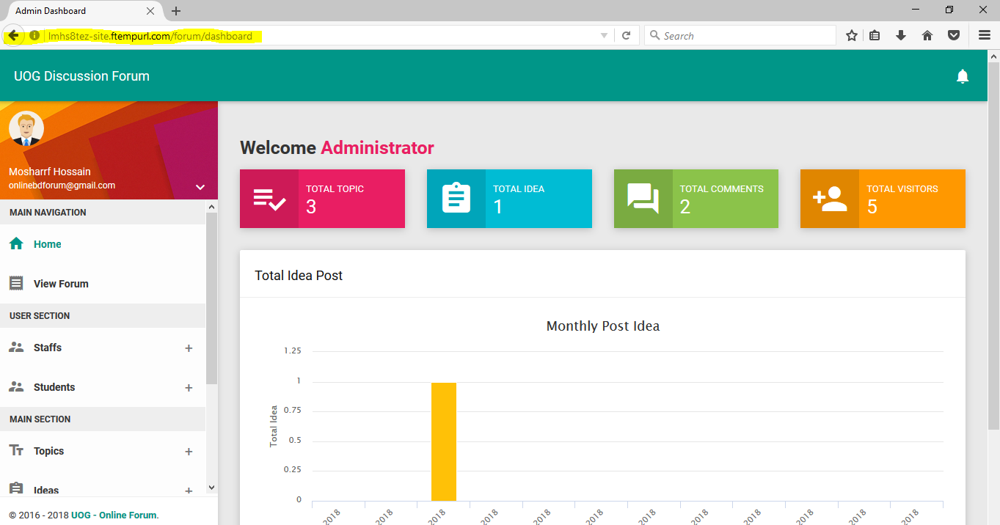 Admin Dashboard
lmhs8tez-site.ftempurl.com/forum/dashboard
Search
UOG Discussion Forum
Mosharrf Hossain
onlinebdforum@gmail.com
MAIN NAVIGATION
Home
View Forum
USER SECTION
Staffs +
Students +
MAIN SECTION
Topics +
Ideas +
© 2016 - 2018 UOG - Online Forum.
Welcome Administrator
TOTAL TOPIC
3
TOTAL IDEA
1
TOTAL COMMENTS
2
TOTAL VISITORS
5
Total Idea Post
Monthly Post Idea
Total Idea
1.25
1
0.75
0.5
0.25
0
2018 2018 2018 2018 2018 2018 2018 2018 2018 2018 2018 2018